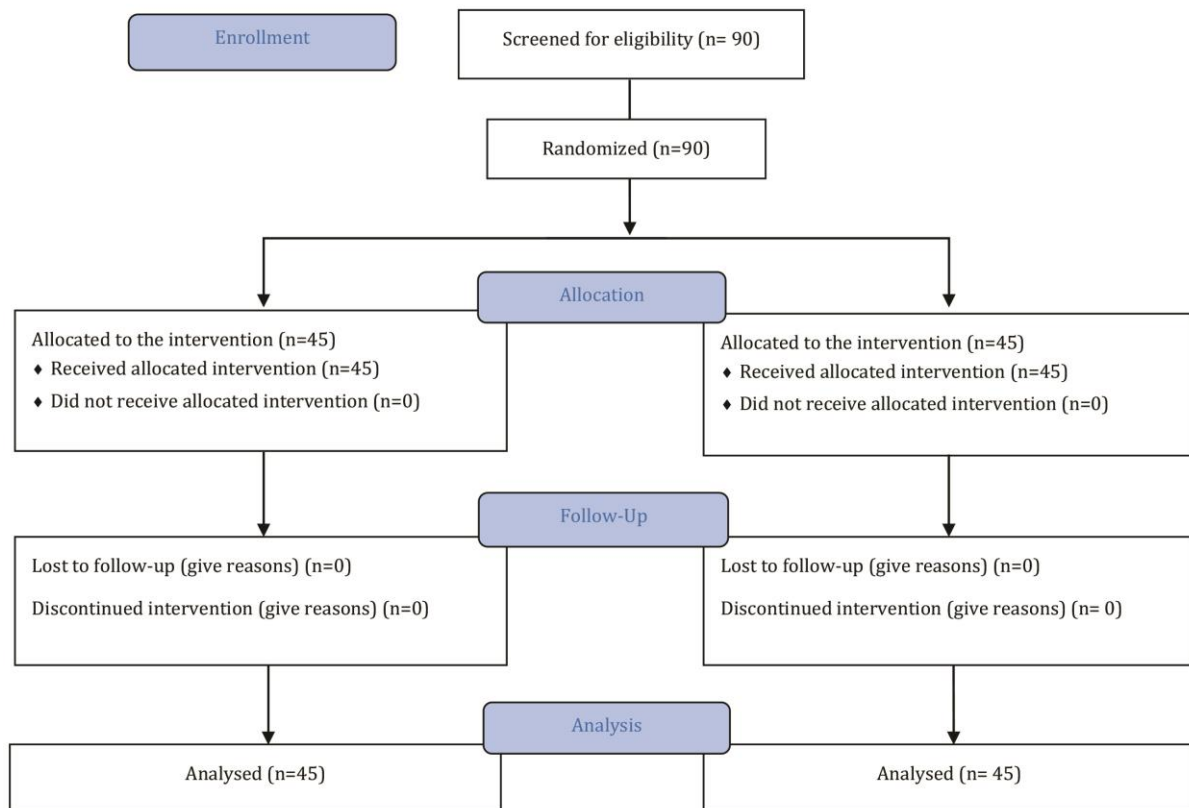 Enrollment
Screened for eligibility (n= 90)
Randomized (n=90)
Allocation
Allocated to the intervention (n=45)
♦ Received allocated intervention (n=45)
♦ Did not receive allocated intervention (n=0)
Allocated to the intervention (n=45)
♦ Received allocated intervention (n=45)
♦ Did not receive allocated intervention (n=0)
Follow-Up
Lost to follow-up (give reasons) (n=0)
Discontinued intervention (give reasons) (n=0)
Lost to follow-up (give reasons) (n=0)
Discontinued intervention (give reasons) (n= 0)
Analysis
Analysed (n=45)
Analysed (n= 45)